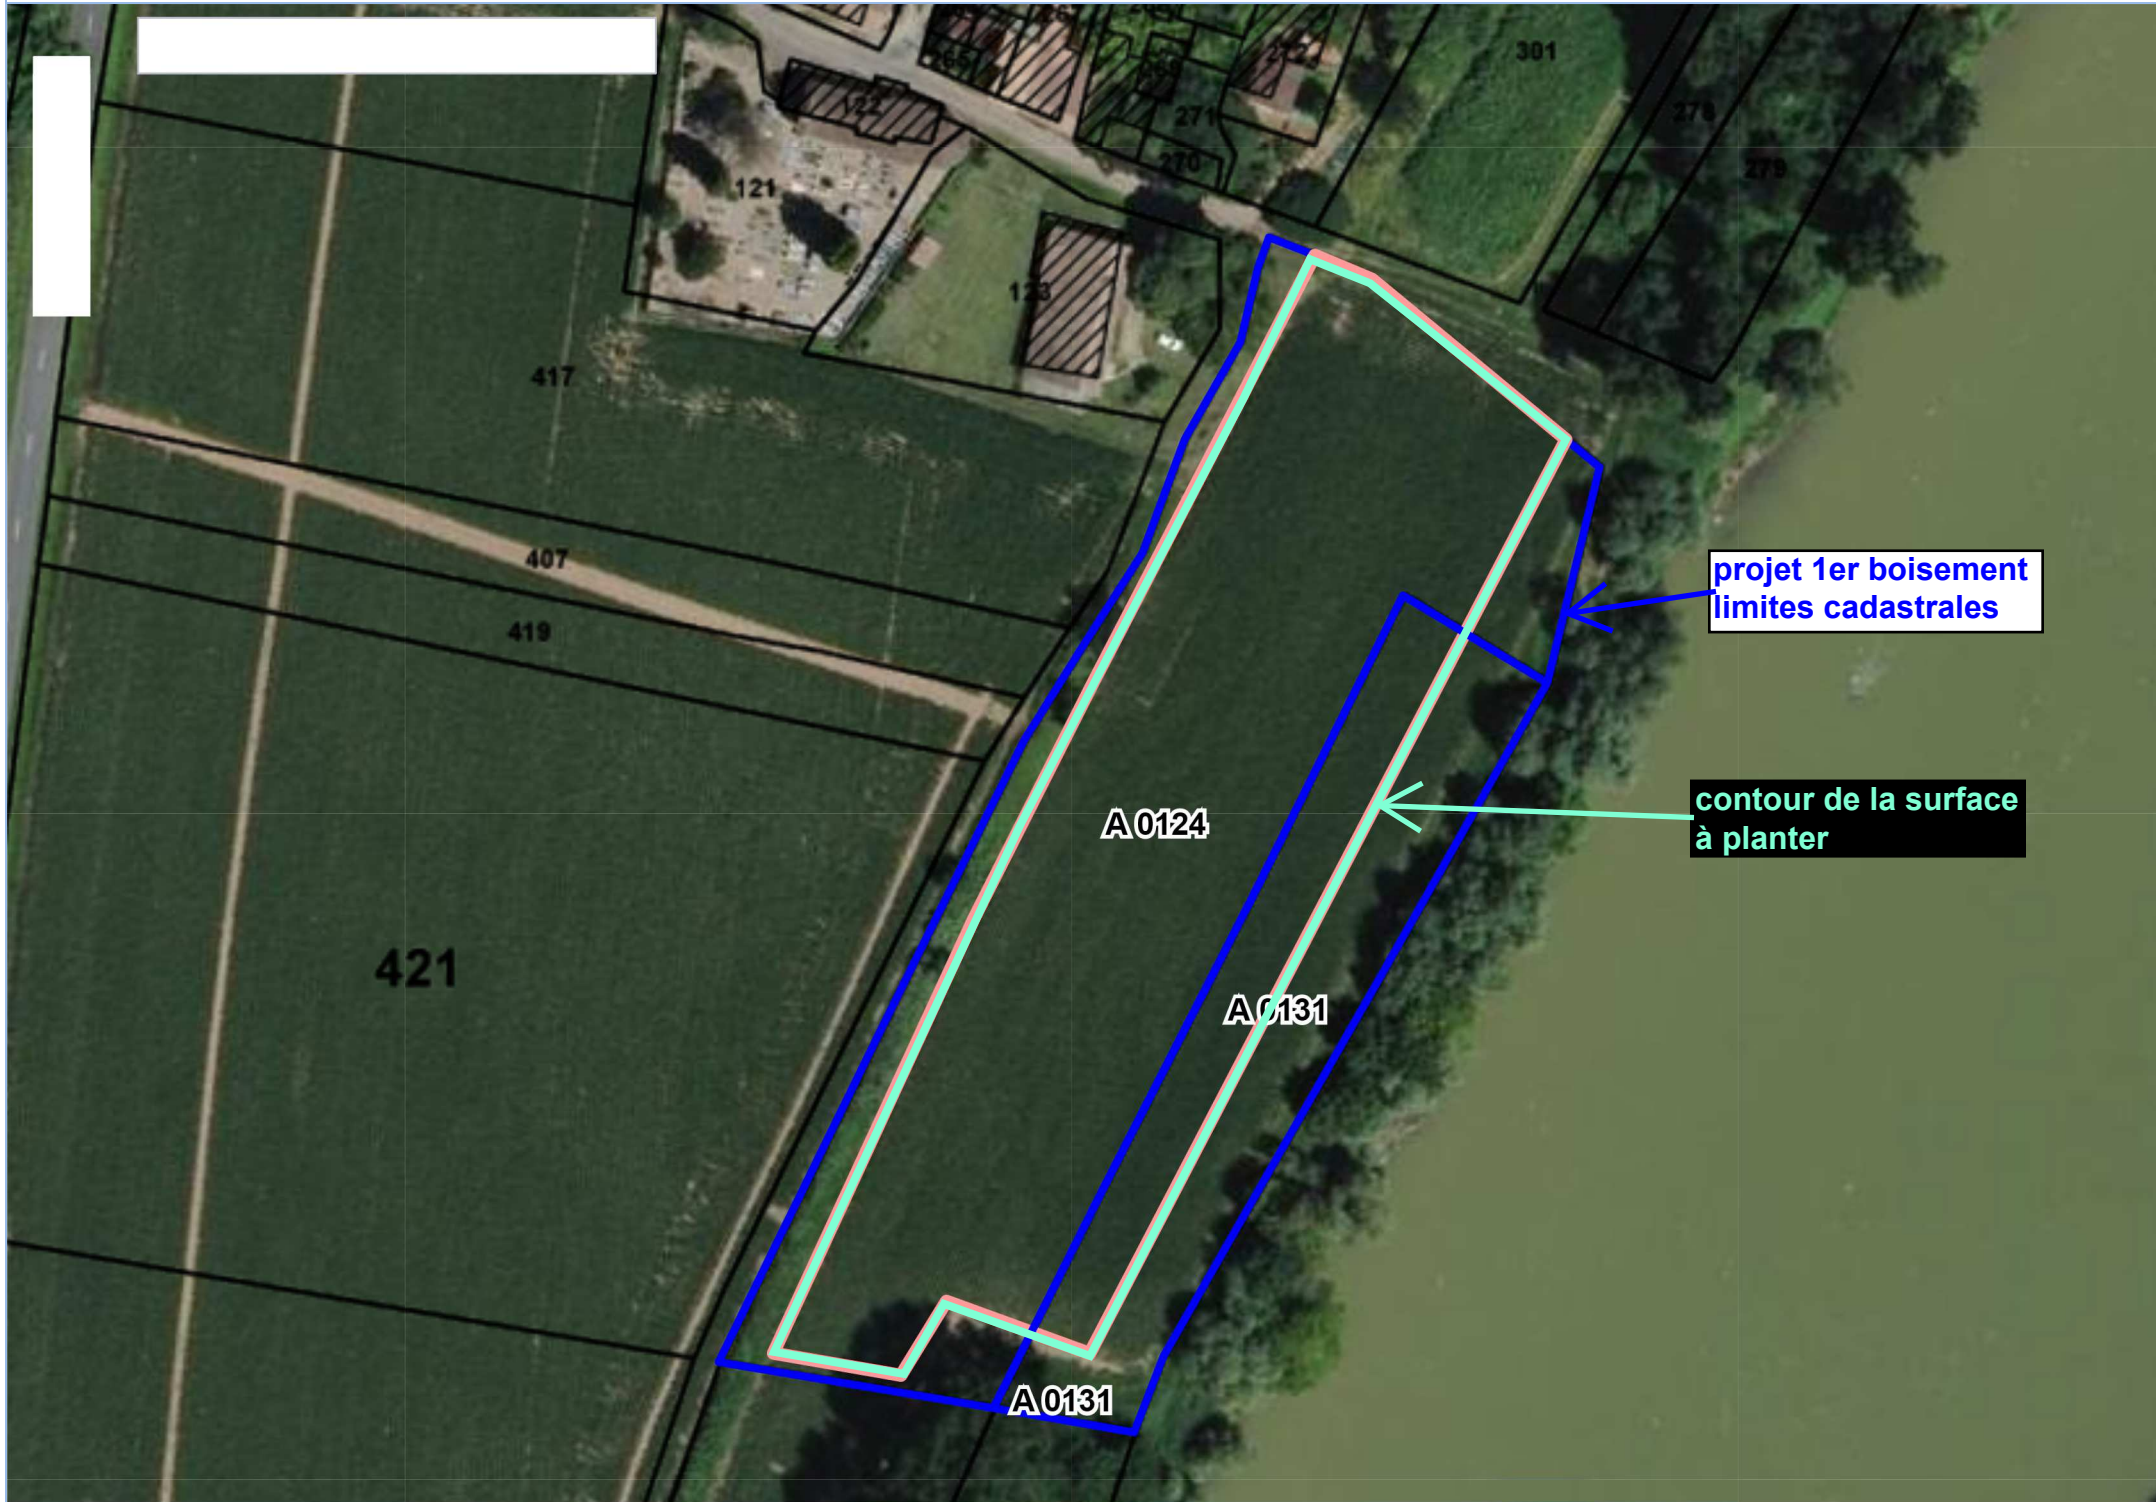 301
272
278
122
271
279
270
121
123
417
407
projet 1er boisement
limites cadastrales
419
contour de la surface
à planter
A 0124
421
A 0131
A 0131